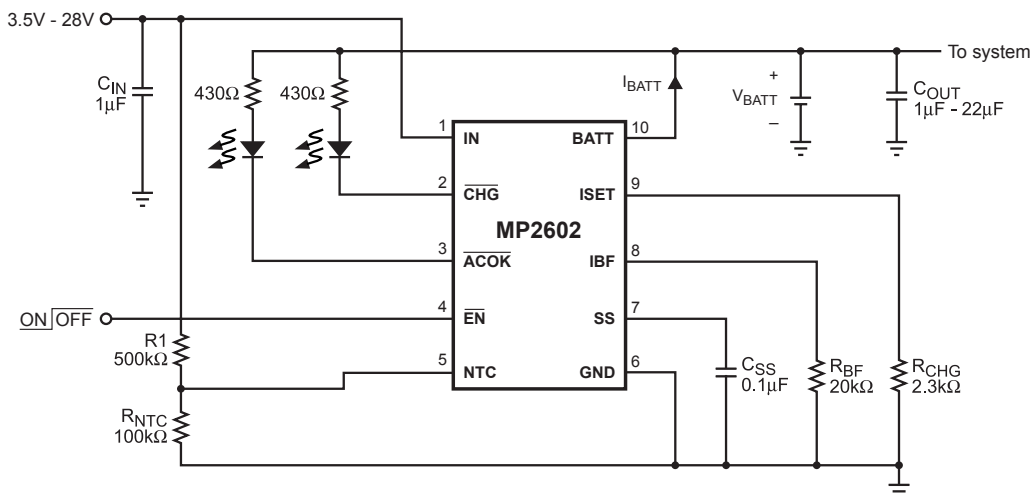 3.5V - 28V
To system
CIN
1µF
430Ω
430Ω
IBATT
+
VBATT
–
COUT
1µF - 22µF
1
IN
BATT
10
2
CHG
ISET
9
MP2602
3
ACOK
IBF
8
ON OFF
4
EN
SS
7
R1
500kΩ
5
NTC
GND
6
CSS
0.1µF
RBF
20kΩ
RCHG
2.3kΩ
RNTC
100kΩ